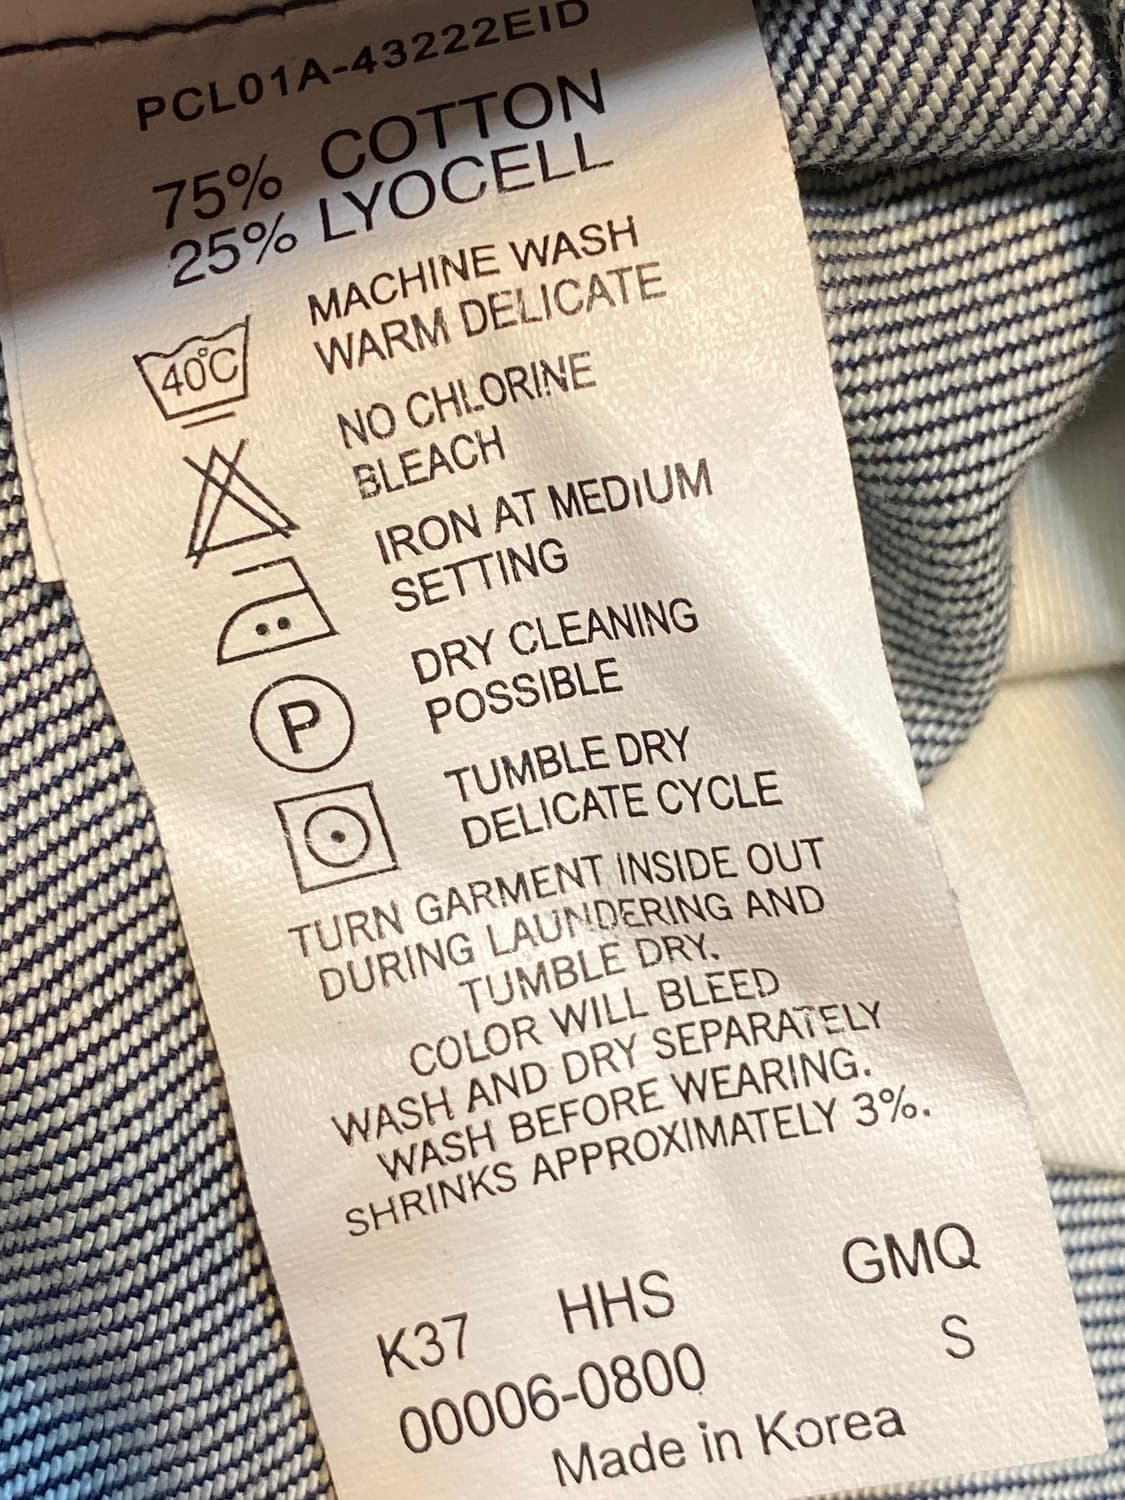 PCL01A-43222EID
75% COTTON
25% LYOCELL
MACHINE WASH
WARM DELICATE
40°C
NO CHLORINE
BLEACH
IRON AT MEDIUM
SETTING
DRY CLEANING
POSSIBLE
P
TUMBLE DRY
DELICATE CYCLE
TURN GARMENT INSIDE OUT
DURING LAUNDERING AND
TUMBLE DRY.
COLOR WILL BLEED
WASH AND DRY SEPARATELY
WASH BEFORE WEARING.
SHRINKS APPROXIMATELY 3%.
K37 HHS GMQ
00006-0800 S
Made in Korea